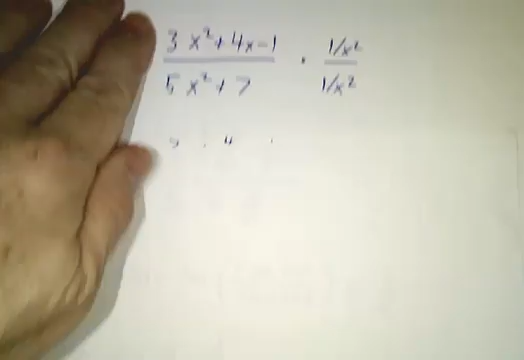 3x²+4x-1 / 5x²+7 · 1/x² / 1/x²